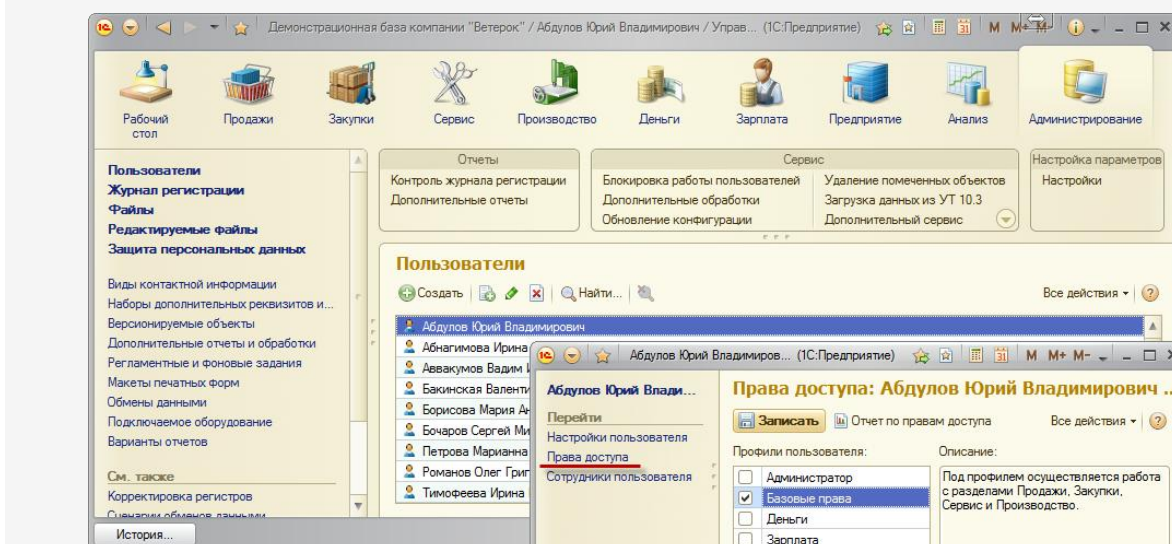 Демонстрационная база компании "Ветерок" / Абдулов Юрий Владимирович / Управ... (1С:Предприятие)
M M+ M-
Рабочий стол
Продажи
Закупки
Сервис
Производство
Деньги
Зарплата
Предприятие
Анализ
Администрирование
Пользователи
Журнал регистрации
Файлы
Редактируемые файлы
Защита персональных данных
Виды контактной информации
Наборы дополнительных реквизитов и...
Версионируемые объекты
Дополнительные отчеты и обработки
Регламентные и фоновые задания
Макеты печатных форм
Обмены данными
Подключаемое оборудование
Варианты отчетов
См. также
Корректировка регистров
Сценарии обменов данными
История...
Отчеты
Контроль журнала регистрации
Дополнительные отчеты
Сервис
Блокировка работы пользователей
Дополнительные обработки
Обновление конфигурации
Удаление помеченных объектов
Загрузка данных из УТ 10.3
Дополнительный сервис
Настройка параметров
Настройки
Пользователи
Создать
Найти...
Все действия
Абдулов Юрий Владимирович
Абнагимова Ирина
Аввакумов Вадим
Бакинская Валенти
Борисова Мария Ан
Бочаров Сергей Ми
Петрова Марианна
Романов Олег Григ
Тимофеева Ирина
Абдулов Юрий Владимиров... (1С:Предприятие)
M M+ M-
Абдулов Юрий Влади...
Перейти
Настройки пользователя
Права доступа
Сотрудники пользователя
Права доступа: Абдулов Юрий Владимирович ...
Записать
Отчет по правам доступа
Все действия
Профили пользователя:
Администратор
Базовые права
Деньги
Зарплата
Описание:
Под профилем осуществляется работа
с разделами Продажи, Закупки,
Сервис и Производство.